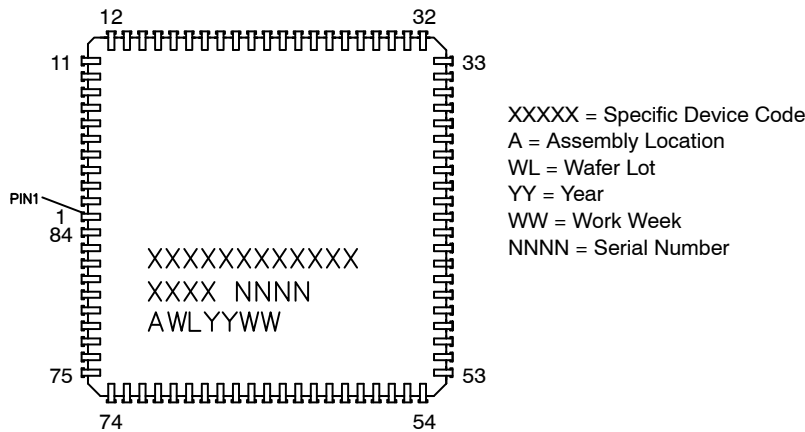 12
32
11
33
PIN1
1
84
75
53
74
54
XXXXXXXXXXXX
XXXX NNNN
AWLYYWW
XXXXX = Specific Device Code
A = Assembly Location
WL = Wafer Lot
YY = Year
WW = Work Week
NNNN = Serial Number